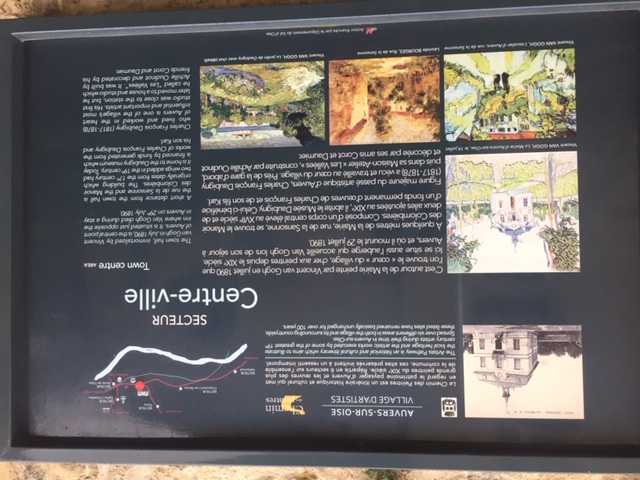 AUVERS-SUR-OISE
VILLAGE D'ARTISTES
Chemin
des Peintres
Le Chemin des Peintres est un itinéraire historique et culturel qui met
en regard le patrimoine paysager d'Auvers et les œuvres des plus
grands peintres du XIXe siècle. Répartis en 6 secteurs sur l'ensemble
de la commune, ces sites préservés invitent à un ressenti intemporel.
The Artists Pathway is an historical and cultural itinerary which aims to illustrate
the local heritage and the artistic works executed by some of the greatest 19th
century artists during their time in Auvers-sur-Oise.
Spread over six different areas in both the village and its surrounding countryside,
these listed sites have remained basically unchanged for over 100 years.
SECTEUR
SECTEUR
SECTEUR
SECTEUR
Centre-ville
Town centre AREA
C'est autour de la Mairie peinte par Vincent van Gogh en juillet 1890 que
l'on trouve le « cœur » du village, cher aux peintres depuis le XIXe siècle.
Ici se situe aussi l'auberge qui accueillit Van Gogh lors de son séjour à
Auvers, et où il mourut le 29 juillet 1890.
À quelques mètres de la Mairie, rue de la Sansonne, se trouve le Manoir
des Colombières. Composé d'un corps central élevé au XVIIe siècle et de
deux ailes ajoutées au XIXe, il abrite le Musée Daubigny. Celui-ci bénéficie
d'un fonds permanent d'œuvres de Charles François et de son fils Karl.
Figure majeure du passé artistique d'Auvers, Charles François Daubigny
(1817-1878) a vécu et travaillé au cœur du village. Près de la gare d'abord,
puis dans sa Maison-Atelier « Les Vallées », construite par Achille Oudinot
et décorée par ses amis Corot et Daumier.
The town hall, immortalized by Vincent
van Gogh in July 1890, is the central point
of Auvers. It is situated just opposite the
inn where Van Gogh died during a stay
in Auvers on 29th July 1890.
A short distance from the town hall is
the rue de la Sansonne and the Manoir
des Colombières. The building which
originally dates from the 17th century had
two wings added in the 19th century. Today
it is home to the Daubigny museum which
is financed by funds generated from the
works of Charles François Daubigny and
his son Karl.
Charles François Daubigny (1817-1878)
who lived and worked in the heart
of Auvers is one of the village's most
influential and important artists. His first
studio was close to the station, but he
later moved to a house and studio which
he called "Les Vallées". It was built by
Achille Oudinot and decorated by his
friends Corot and Daumier.
Vincent VAN GOGH, La Mairie d'Auvers-sur-Oise, le 14 juillet
Vincent VAN GOGH, L'escalier d'Auvers, rue de la Sansonne
Léonide BOURGES, Rue de la Sansonne
Vincent VAN GOGH, Le jardin de Daubigny avec chat (détail)
Action financée par le Département du Val d'Oise